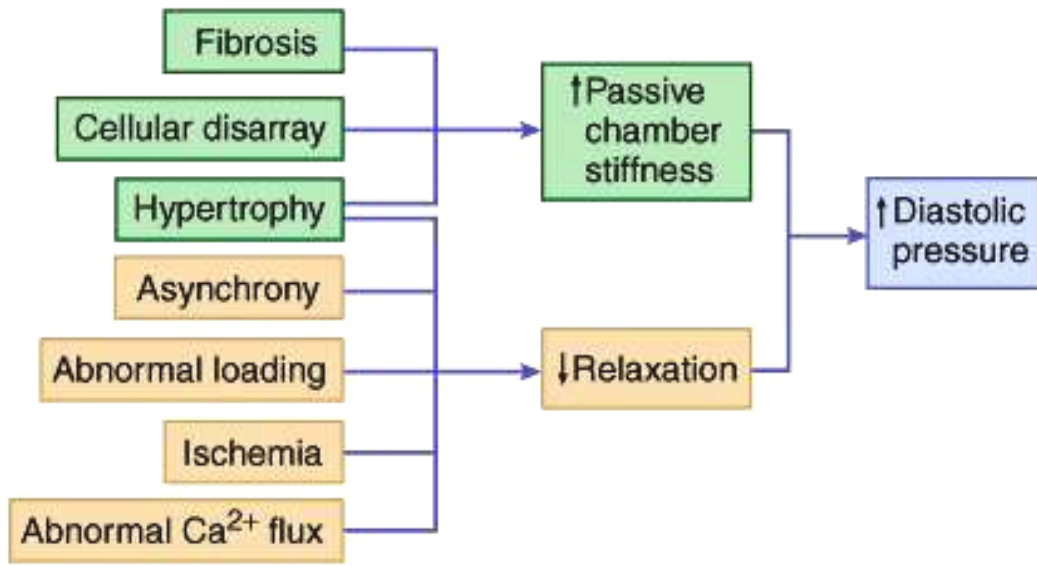 Fibrosis
Cellular disarray
Hypertrophy
Asynchrony
Abnormal loading
Ischemia
Abnormal Ca²⁺ flux
↑Passive
chamber
stiffness
↓Relaxation
↑Diastolic
pressure